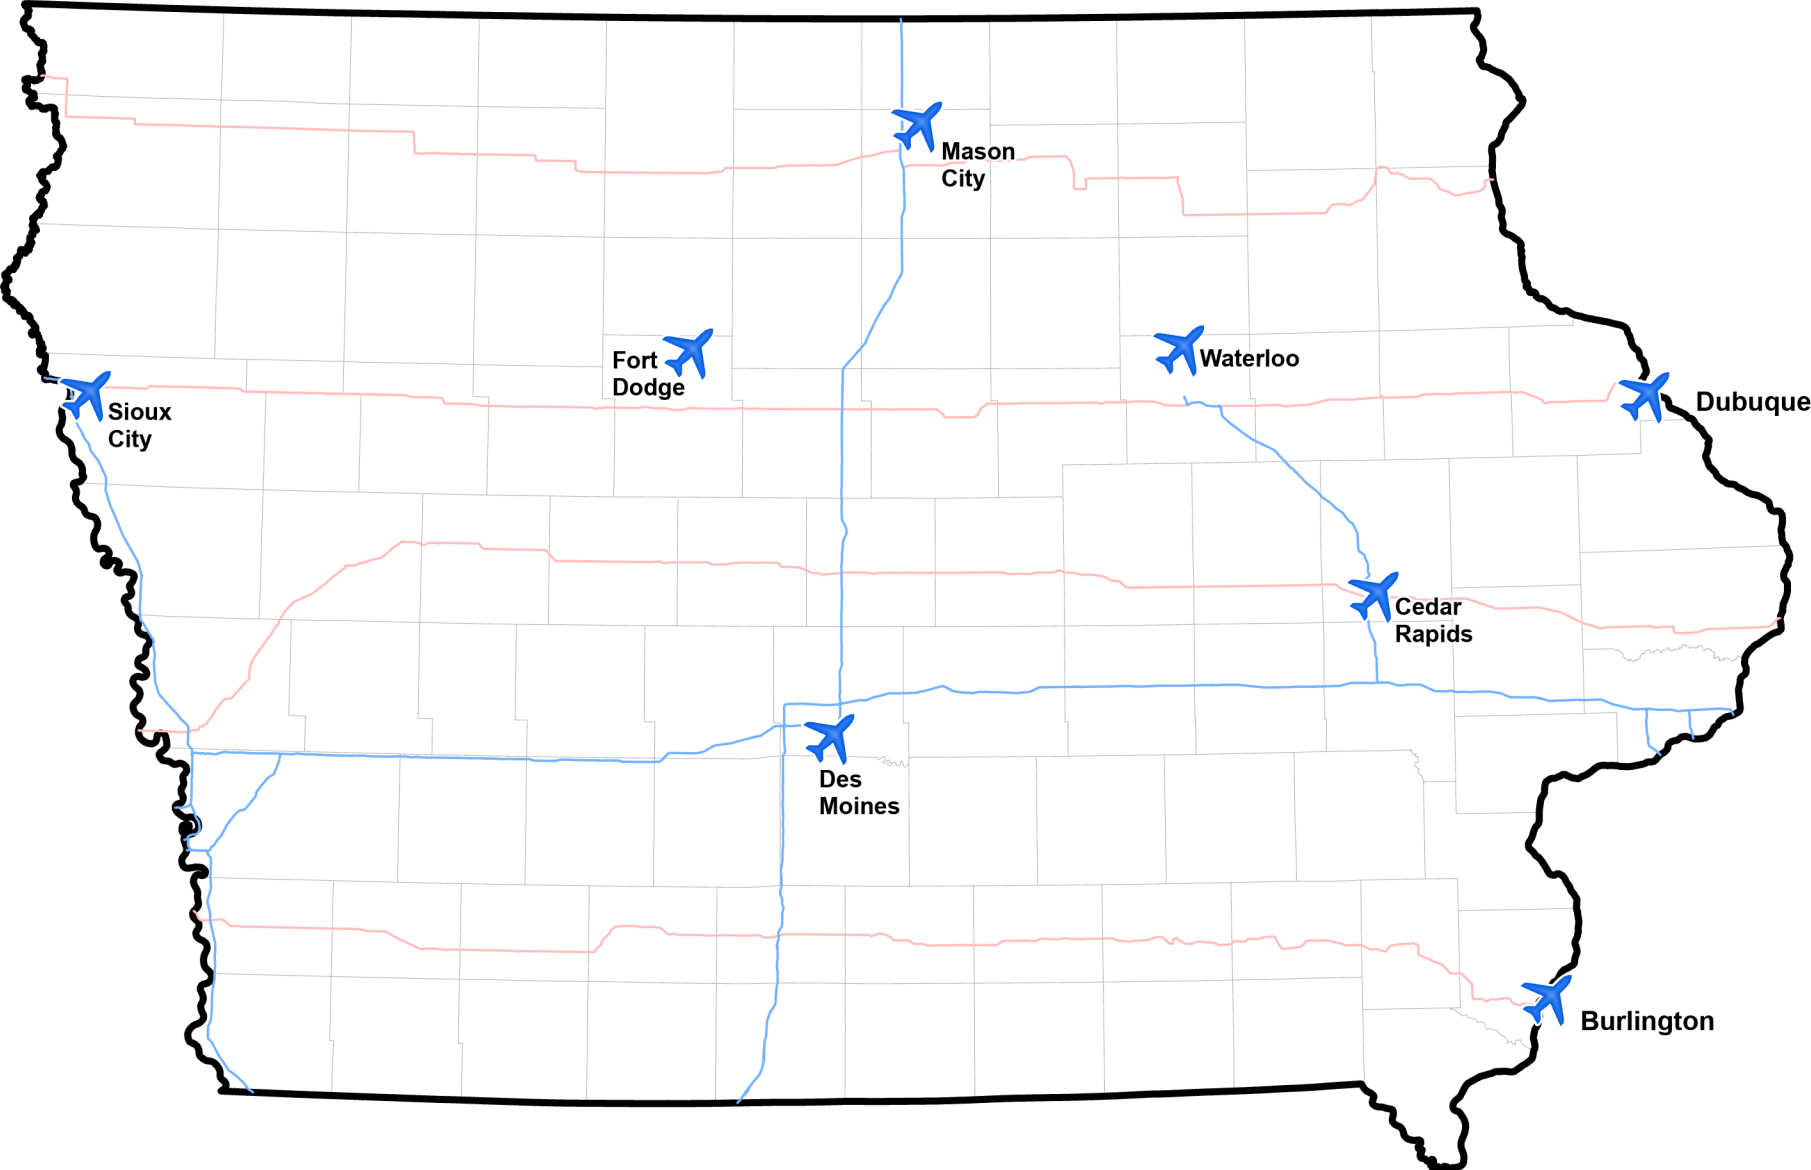 Mason
City
Fort
Dodge
Waterloo
Sioux
City
Dubuque
Cedar
Rapids
Des
Moines
Burlington